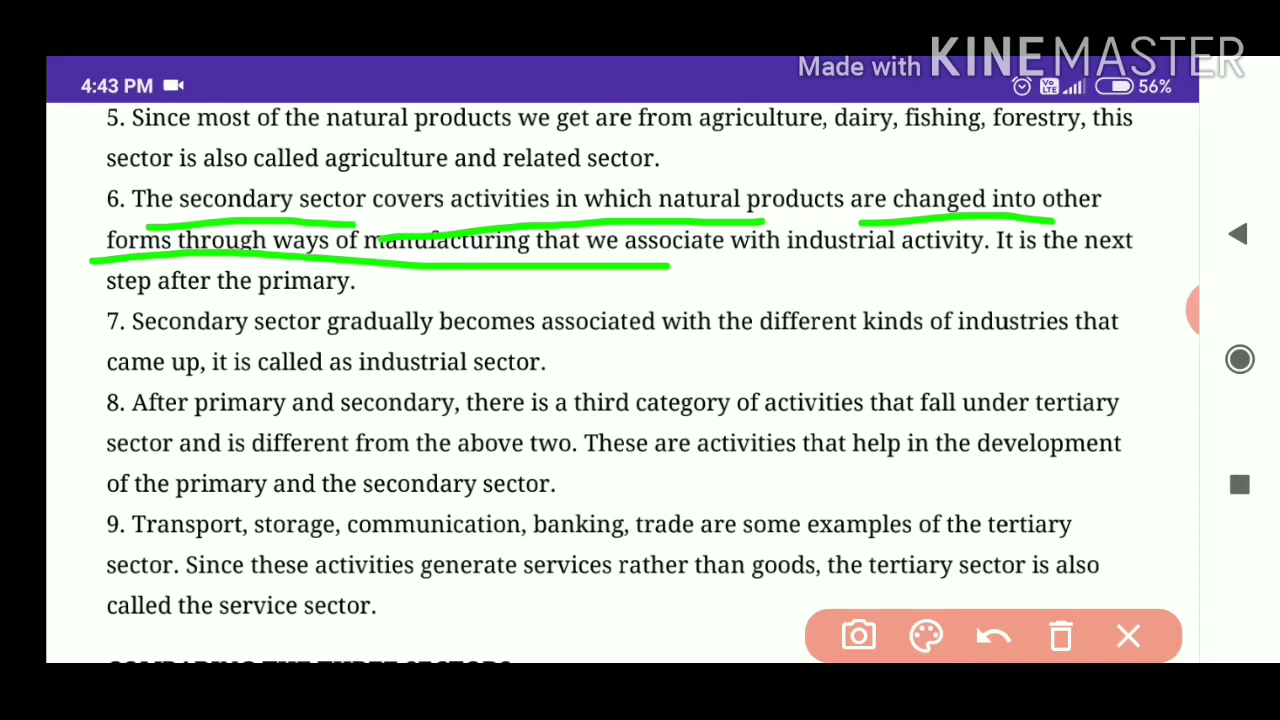 Made with KINEMASTER
4:43 PM
Vo LTE 56%
5. Since most of the natural products we get are from agriculture, dairy, fishing, forestry, this
sector is also called agriculture and related sector.
6. The secondary sector covers activities in which natural products are changed into other
forms through ways of manufacturing that we associate with industrial activity. It is the next
step after the primary.
7. Secondary sector gradually becomes associated with the different kinds of industries that
came up, it is called as industrial sector.
8. After primary and secondary, there is a third category of activities that fall under tertiary
sector and is different from the above two. These are activities that help in the development
of the primary and the secondary sector.
9. Transport, storage, communication, banking, trade are some examples of the tertiary
sector. Since these activities generate services rather than goods, the tertiary sector is also
called the service sector.
COMPARING THE THREE SECTORS